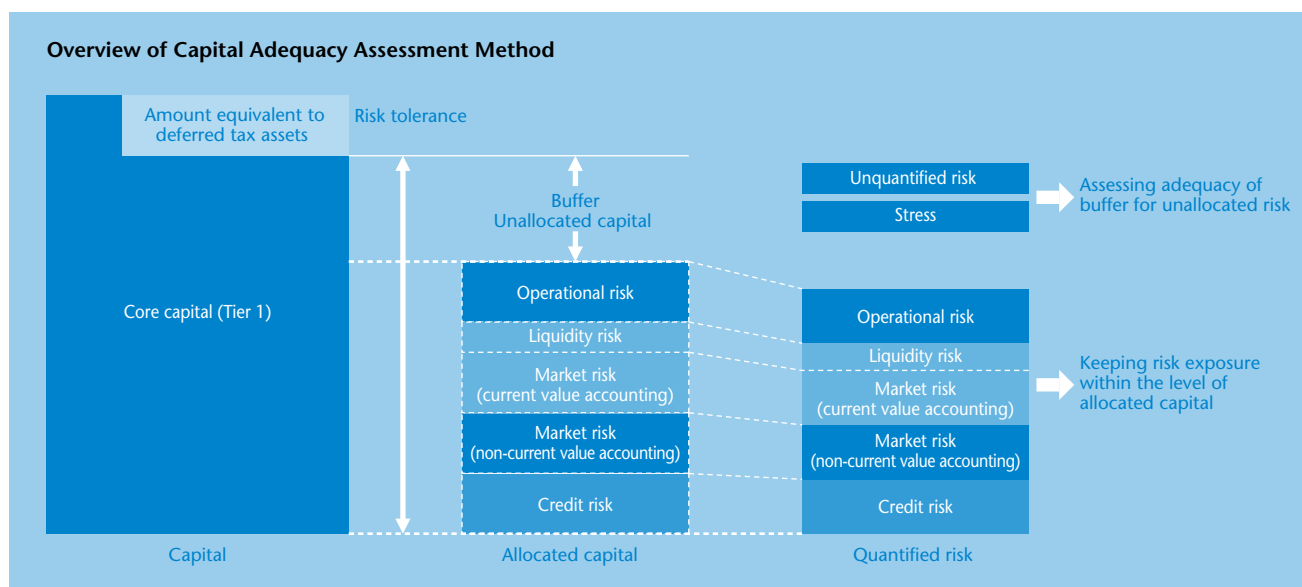 Overview of Capital Adequacy Assessment Method
Amount equivalent to
deferred tax assets
Risk tolerance
Core capital (Tier 1)
Capital
Buffer
Unallocated capital
Operational risk
Liquidity risk
Market risk
(current value accounting)
Market risk
(non-current value accounting)
Credit risk
Allocated capital
Unquantified risk
Stress
Operational risk
Liquidity risk
Market risk
(current value accounting)
Market risk
(non-current value accounting)
Credit risk
Quantified risk
Assessing adequacy of
buffer for unallocated risk
Keeping risk exposure
within the level of
allocated capital